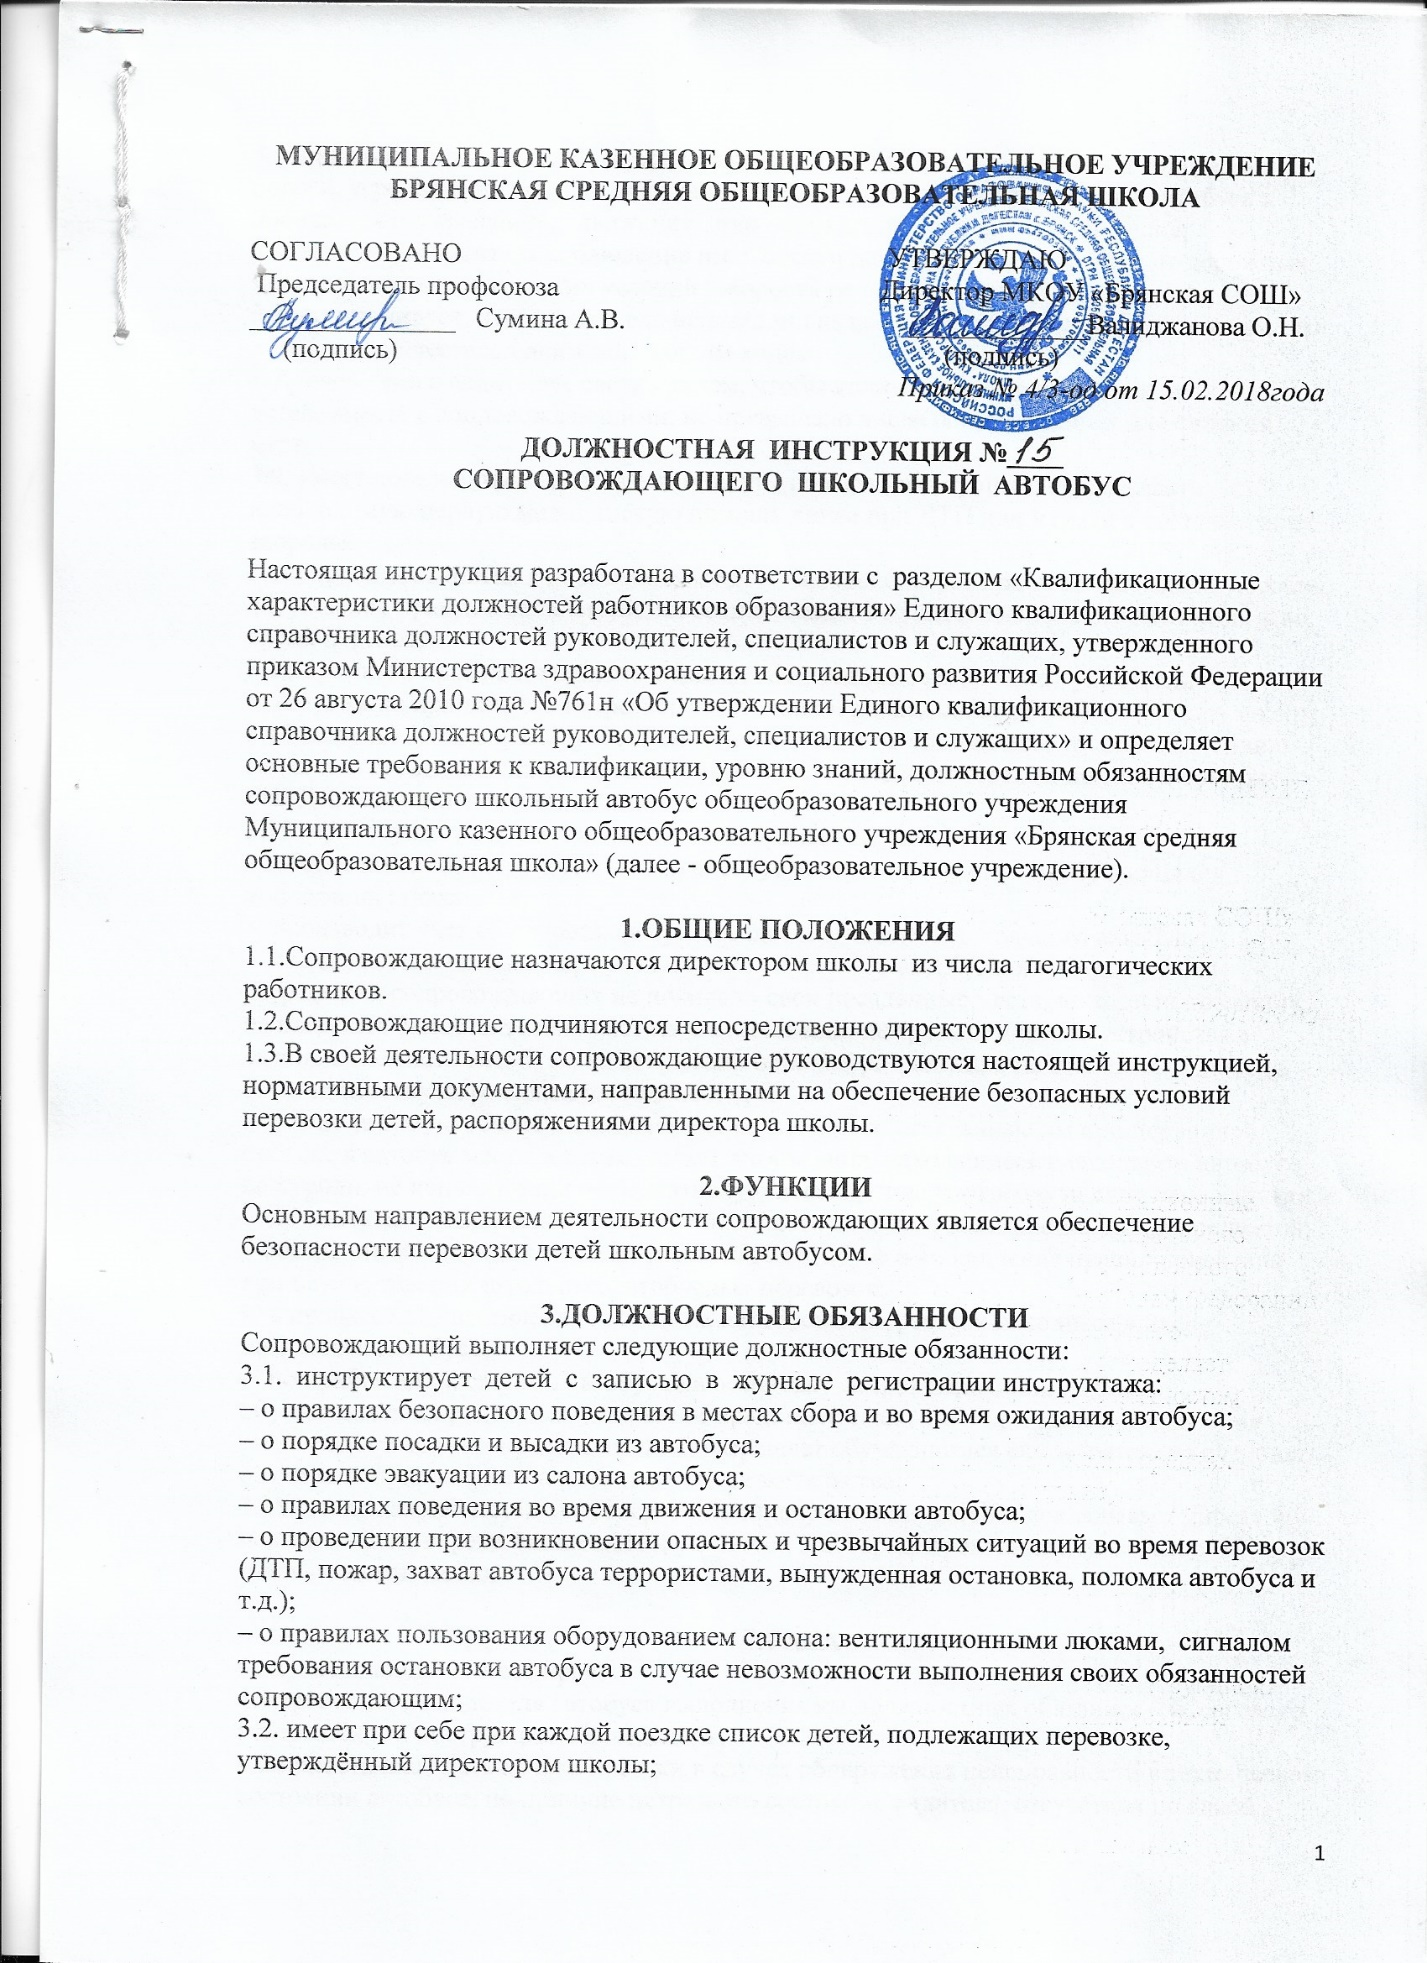 МУНИЦИПАЛЬНОЕ КАЗЕННОЕ ОБЩЕОБРАЗОВАТЕЛЬНОЕ УЧРЕЖДЕНИЕ
БРЯНСКАЯ СРЕДНЯЯ ОБЩЕОБРАЗОВАТЕЛЬНАЯ ШКОЛА
СОГЛАСОВАНО
Председатель профсоюза
Сумина А.В.
(подпись)
УТВЕРЖДАЮ
Директор МКОУ «Брянская СОШ»
Валиджанова О.Н.
(подпись)
Приказ № 4/3-од от 15.02.2018года
ДОЛЖНОСТНАЯ ИНСТРУКЦИЯ № 15
СОПРОВОЖДАЮЩЕГО ШКОЛЬНЫЙ АВТОБУС
Настоящая инструкция разработана в соответствии с разделом «Квалификационные
характеристики должностей работников образования» Единого квалификационного
справочника должностей руководителей, специалистов и служащих, утвержденного
приказом Министерства здравоохранения и социального развития Российской Федерации
от 26 августа 2010 года №761н «Об утверждении Единого квалификационного
справочника должностей руководителей, специалистов и служащих» и определяет
основные требования к квалификации, уровню знаний, должностным обязанностям
сопровождающего школьный автобус общеобразовательного учреждения
Муниципального казенного общеобразовательного учреждения «Брянская средняя
общеобразовательная школа» (далее - общеобразовательное учреждение).
1.ОБЩИЕ ПОЛОЖЕНИЯ
1.1.Сопровождающие назначаются директором школы из числа педагогических
работников.
1.2.Сопровождающие подчиняются непосредственно директору школы.
1.3.В своей деятельности сопровождающие руководствуются настоящей инструкцией,
нормативными документами, направленными на обеспечение безопасных условий
перевозки детей, распоряжениями директора школы.
2.ФУНКЦИИ
Основным направлением деятельности сопровождающих является обеспечение
безопасности перевозки детей школьным автобусом.
3.ДОЛЖНОСТНЫЕ ОБЯЗАННОСТИ
Сопровождающий выполняет следующие должностные обязанности:
3.1. инструктирует детей с записью в журнале регистрации инструктажа:
– о правилах безопасного поведения в местах сбора и во время ожидания автобуса;
– о порядке посадки и высадки из автобуса;
– о порядке эвакуации из салона автобуса;
– о правилах поведения во время движения и остановки автобуса;
– о проведении при возникновении опасных и чрезвычайных ситуаций во время перевозок
(ДТП, пожар, захват автобуса террористами, вынужденная остановка, поломка автобуса и
т.д.);
– о правилах пользования оборудованием салона: вентиляционными люками, сигналом
требования остановки автобуса в случае невозможности выполнения своих обязанностей
сопровождающим;
3.2. имеет при себе при каждой поездке список детей, подлежащих перевозке,
утверждённый директором школы;
1